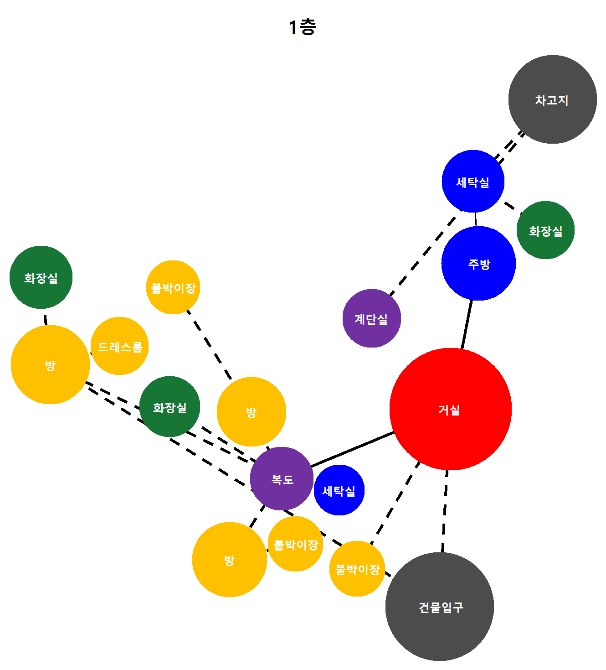 1층
차고지
세탁실
화장실
주방
화장실
붙박이장
계단실
드레스룸
방
화장실
방
거실
복도
세탁실
붙박이장
방
붙박이장
건물입구